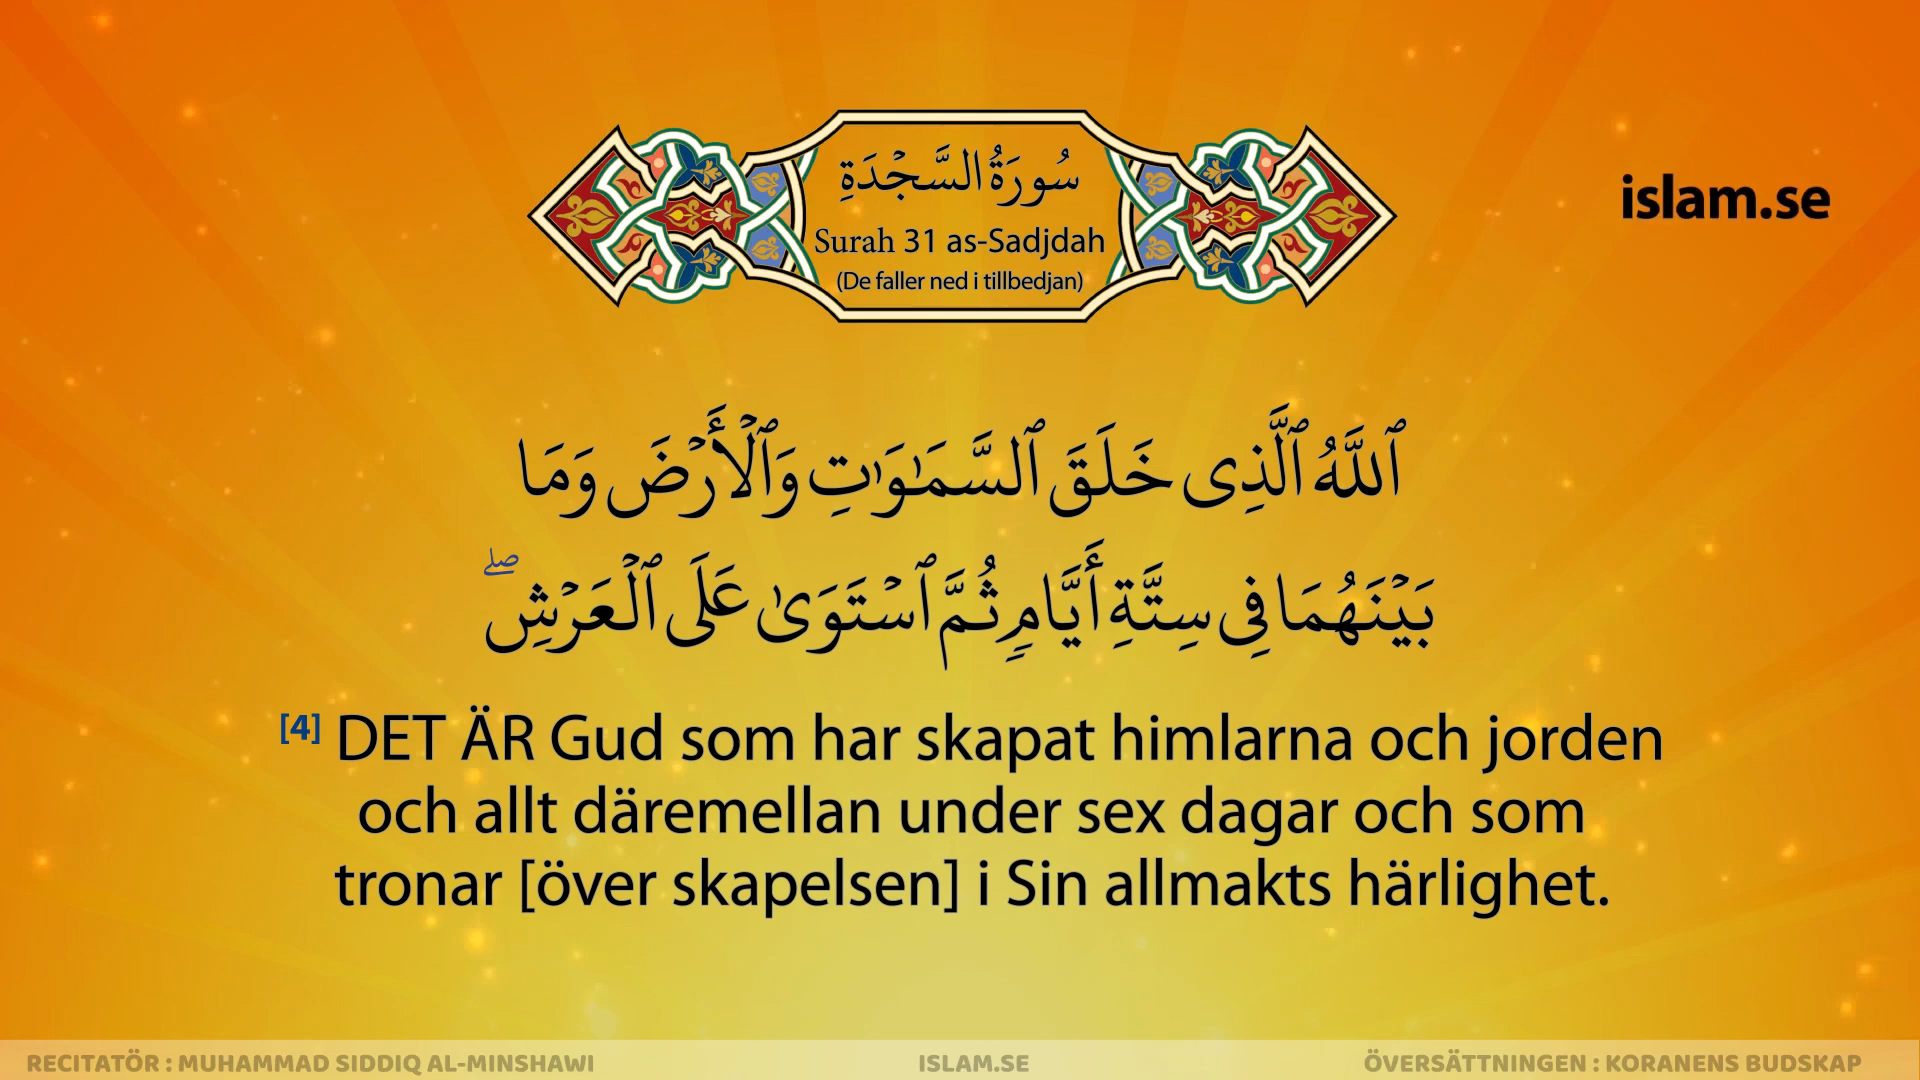 سُورَةُ السَّجْدَةِ
Surah 31 as-Sadjdah
(De faller ned i tillbedjan)
islam.se
ٱللَّهُ ٱلَّذِى خَلَقَ ٱلسَّمَـٰوَٰتِ وَٱلْأَرْضَ وَمَا
بَيْنَهُمَا فِى سِتَّةِ أَيَّامٍۢ ثُمَّ ٱسْتَوَىٰ عَلَى ٱلْعَرْشِ ۖ
[4] DET ÄR Gud som har skapat himlarna och jorden
och allt däremellan under sex dagar och som
tronar [över skapelsen] i Sin allmakts härlighet.
RECITATÖR : MUHAMMAD SIDDIQ AL-MINSHAWI
ISLAM.SE
ÖVERSÄTTNINGEN : KORANENS BUDSKAP